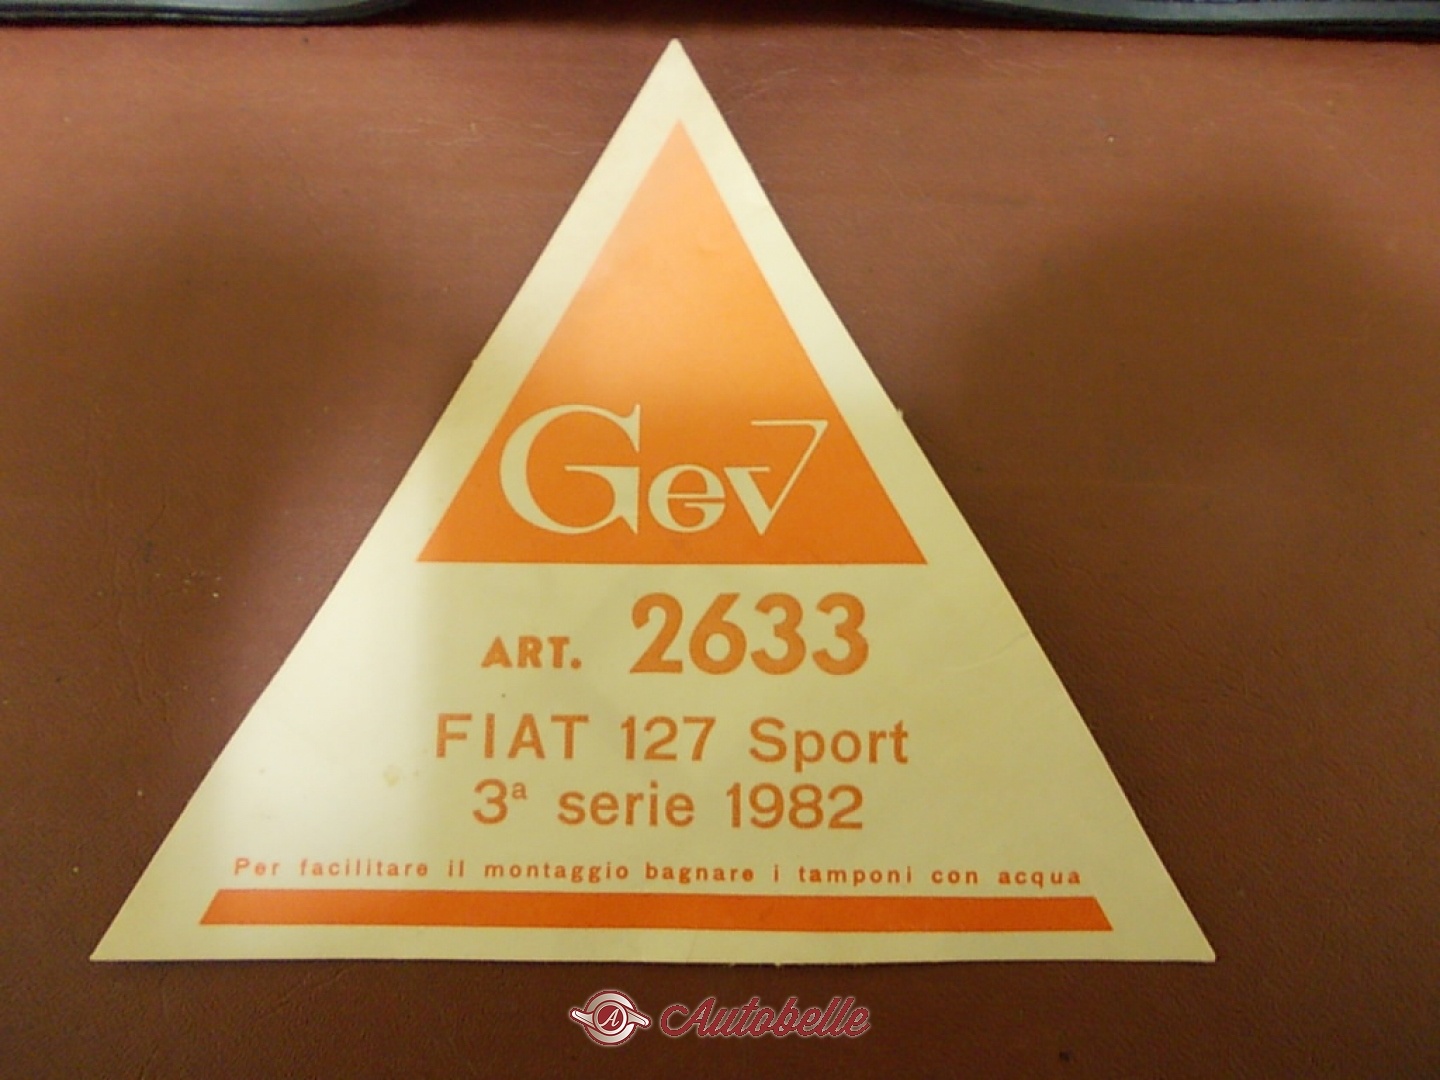 Gev
ART. 2633
FIAT 127 Sport
3ª serie 1982
Per facilitare il montaggio bagnare i tamponi con acqua
A Autobelle